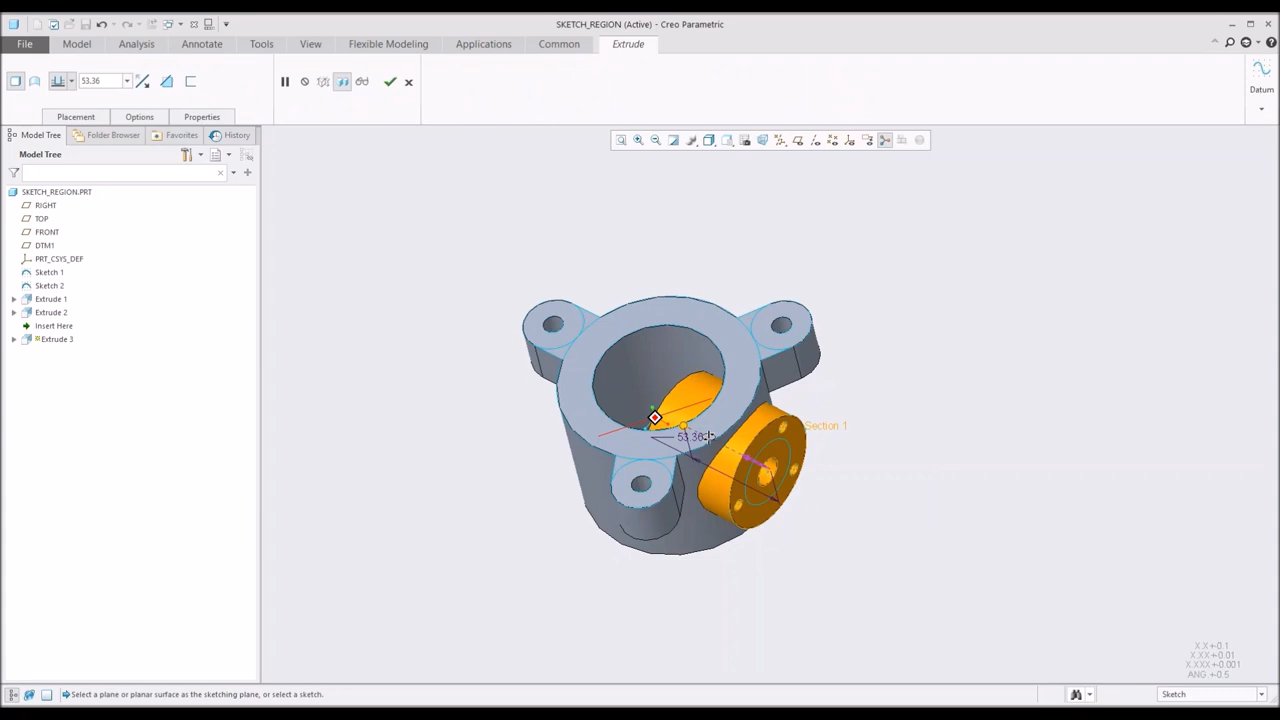 SKETCH_REGION (Active) - Creo Parametric
File Model Analysis Annotate Tools View Flexible Modeling Applications Common Extrude
53.36
Datum
Placement Options Properties
Model Tree Folder Browser Favorites History
Model Tree
SKETCH_REGION.PRT
RIGHT
TOP
FRONT
DTM1
PRT_CSYS_DEF
Sketch 1
Sketch 2
Extrude 1
Extrude 2
Insert Here
Extrude 3
Section 1
53.36
X.X+-0.1
X.XX+-0.01
X.XXX+-0.001
ANG.+-0.5
Select a plane or planar surface as the sketching plane, or select a sketch.
Sketch